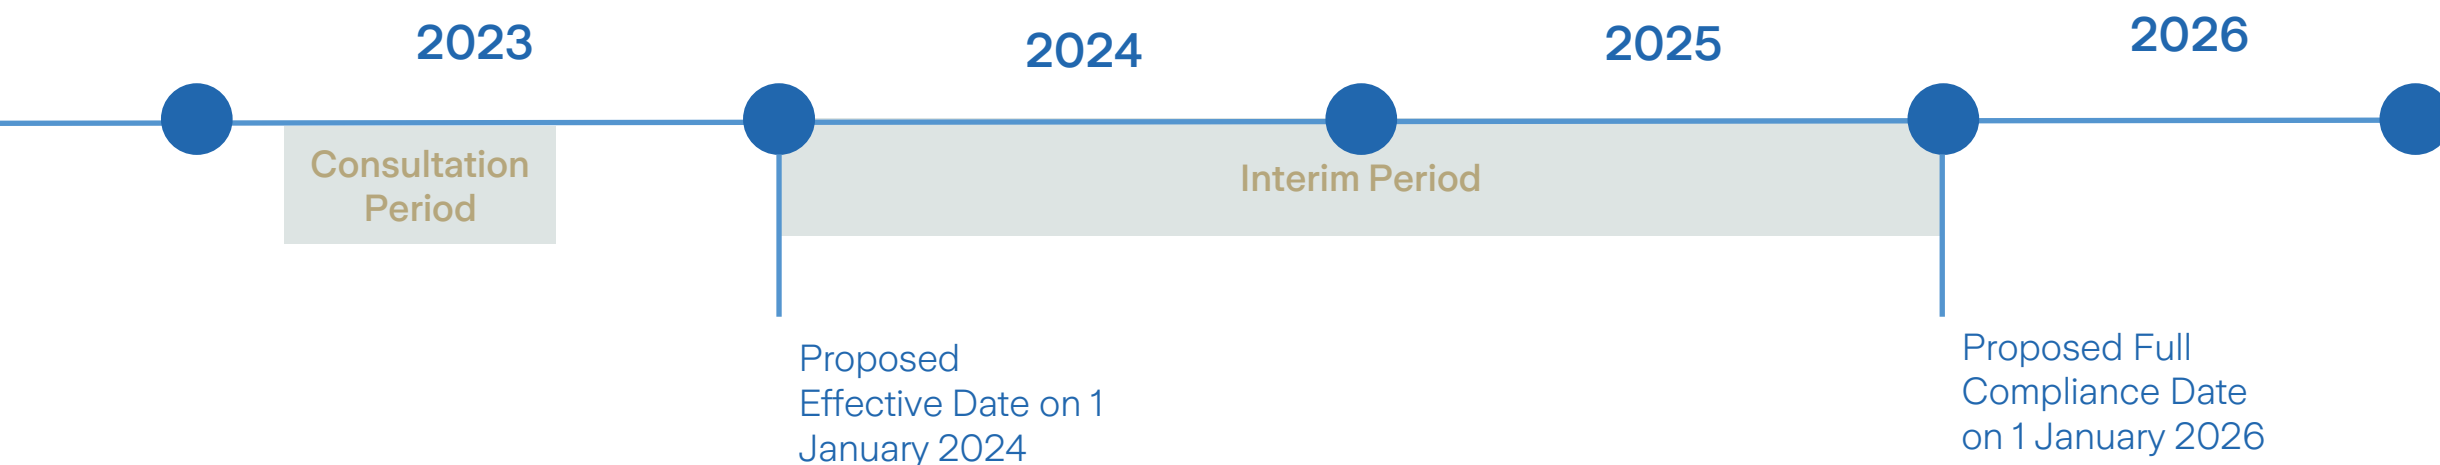 2023
2024
2025
2026
Consultation
Period
Interim Period
Proposed
Effective Date on 1
January 2024
Proposed Full
Compliance Date
on 1 January 2026